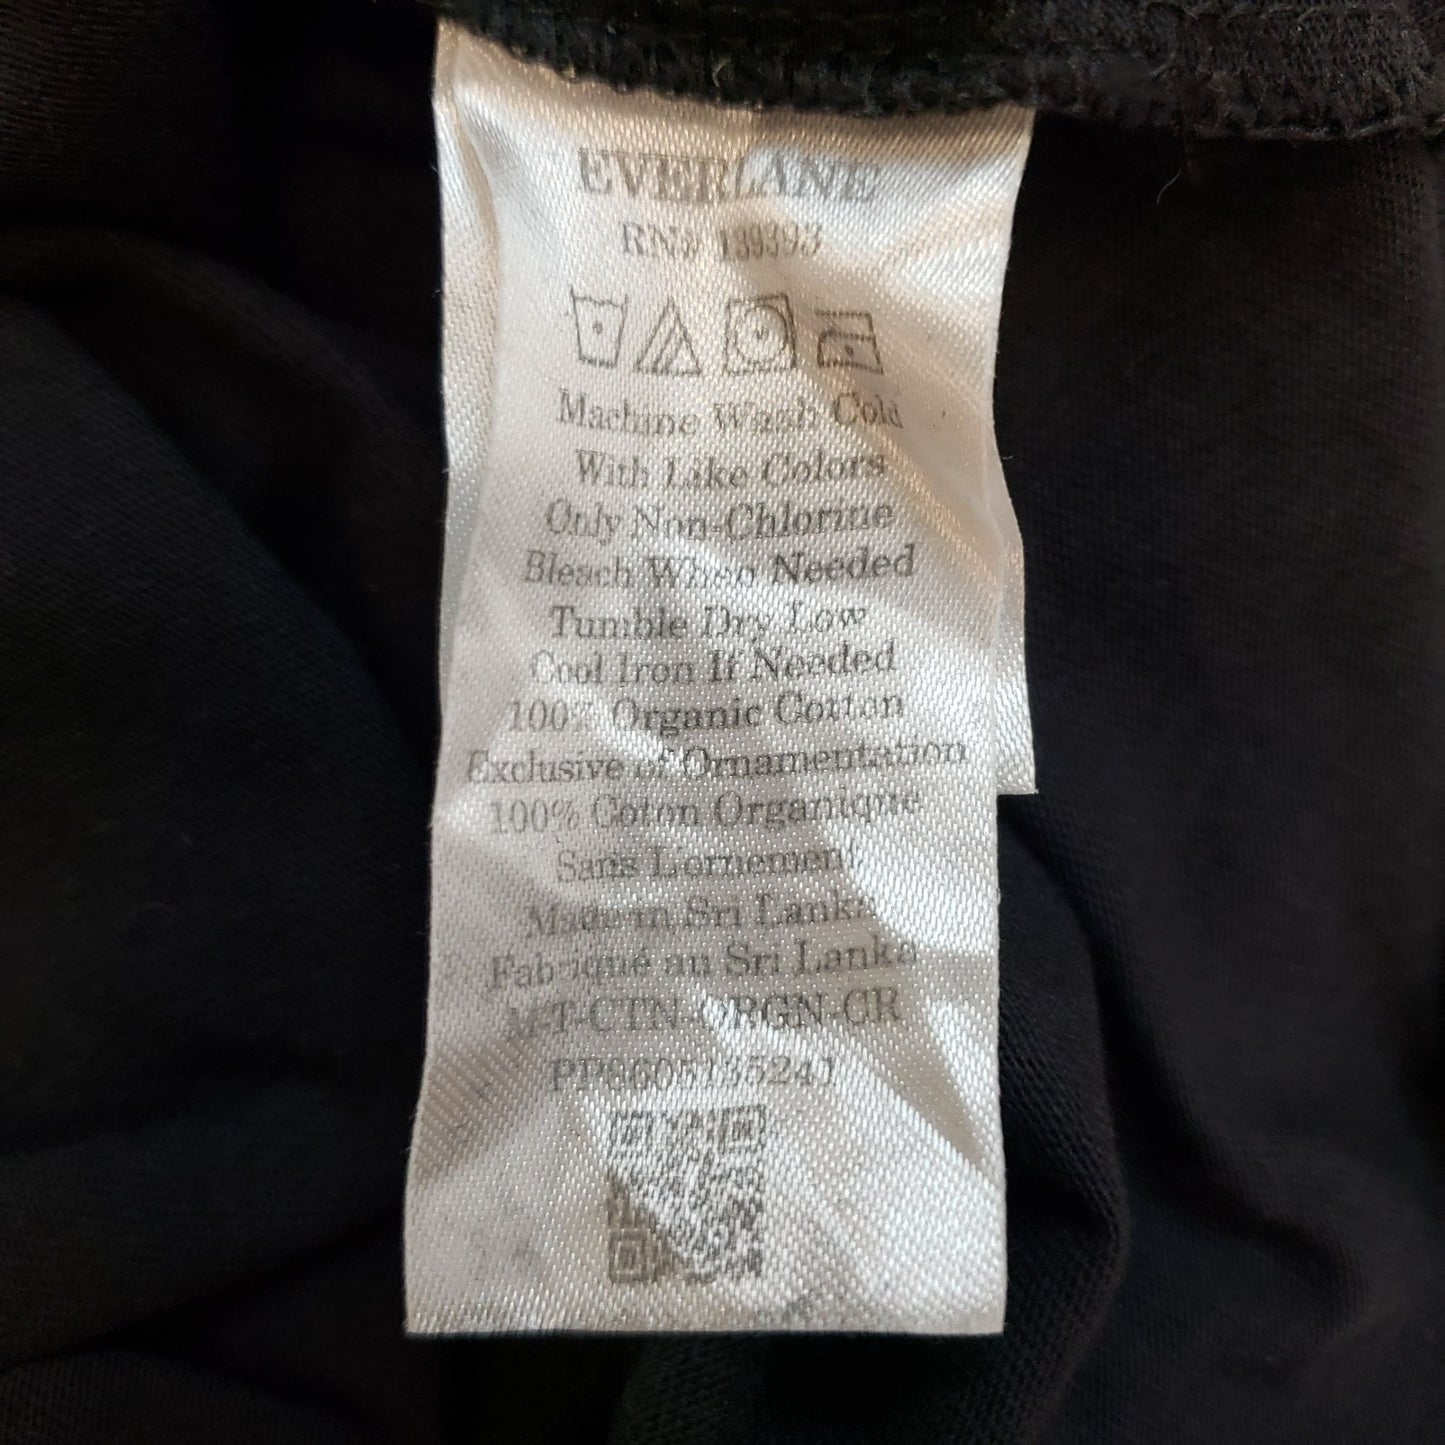 EVERLANE
RN# 139393
Machine Wash Cold
With Like Colors
Only Non-Chlorine
Bleach When Needed
Tumble Dry Low
Cool Iron If Needed
100% Organic Cotton
Exclusive of Ornamentation
100% Coton Organique
Sans L'ornement
Made in Sri Lanka
Fabriqué au Sri Lanka